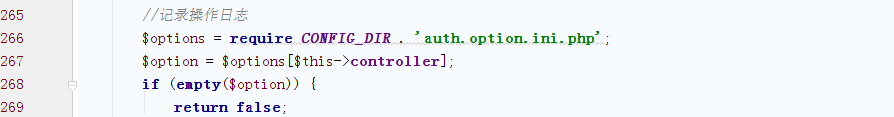 265 //记录操作日志
266 $options = require CONFIG_DIR . 'auth.option.ini.php';
267 $option = $options[$this->controller];
268 if (empty($option)) {
269 return false;